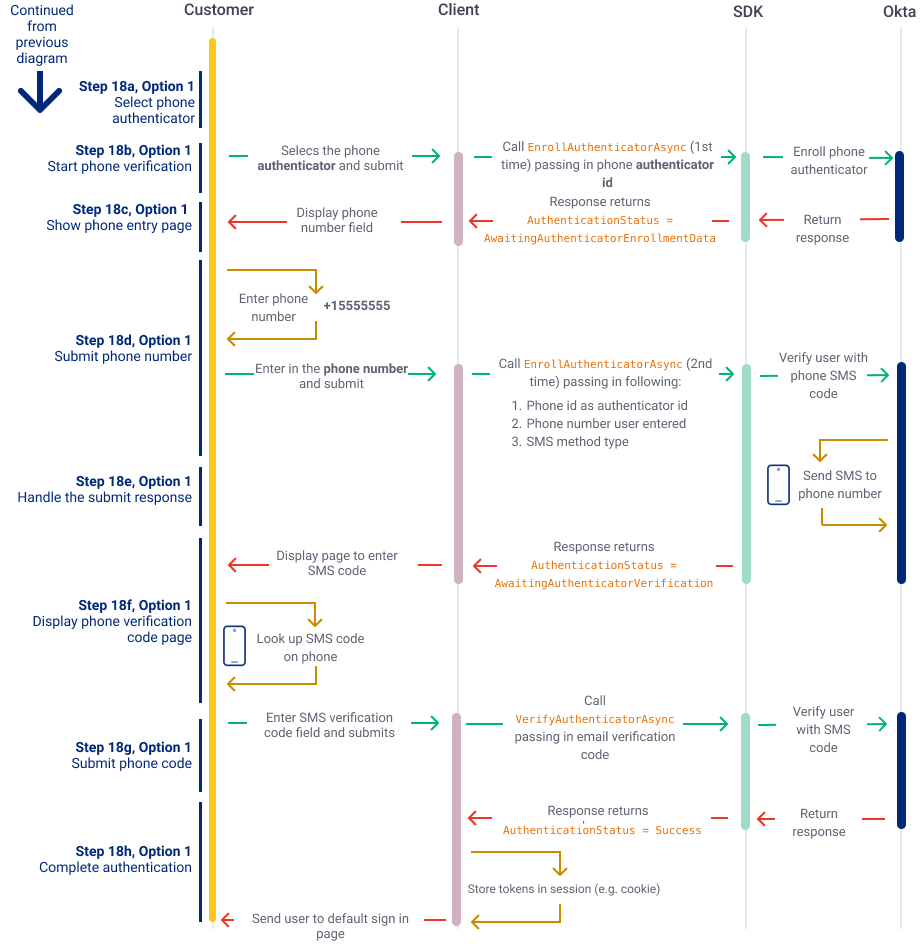 Continued
from
previous
diagram
Customer
Client
SDK
Okta
Step 18a, Option 1
Select phone
authenticator
Step 18b, Option 1
Start phone verification
Selects the phone
authenticator and submit
Call EnrollAuthenticatorAsync (1st
time) passing in phone authenticator
id
Enroll phone
authenticator
Step 18c, Option 1
Show phone entry page
Display phone
number field
Response returns
AuthenticationStatus =
AwaitingAuthenticatorEnrollmentData
Return
response
Enter phone
number
+15555555
Step 18d, Option 1
Submit phone number
Enter in the phone number
and submit
Call EnrollAuthenticatorAsync (2nd
time) passing in following:
1. Phone id as authenticator id
2. Phone number user entered
3. SMS method type
Verify user with
phone SMS
code
Step 18e, Option 1
Handle the submit response
Send SMS to
phone number
Display page to enter
SMS code
Response returns
AuthenticationStatus =
AwaitingAuthenticatorVerification
Step 18f, Option 1
Display phone verification
code page
Look up SMS code
on phone
Step 18g, Option 1
Submit phone code
Enter SMS verification
code field and submits
Call
VerifyAuthenticatorAsync
passing in email verification
code
Verify user
with SMS
code
Response returns
AuthenticationStatus = Success
Return
response
Step 18h, Option 1
Complete authentication
Store tokens in session (e.g. cookie)
Send user to default sign in
page